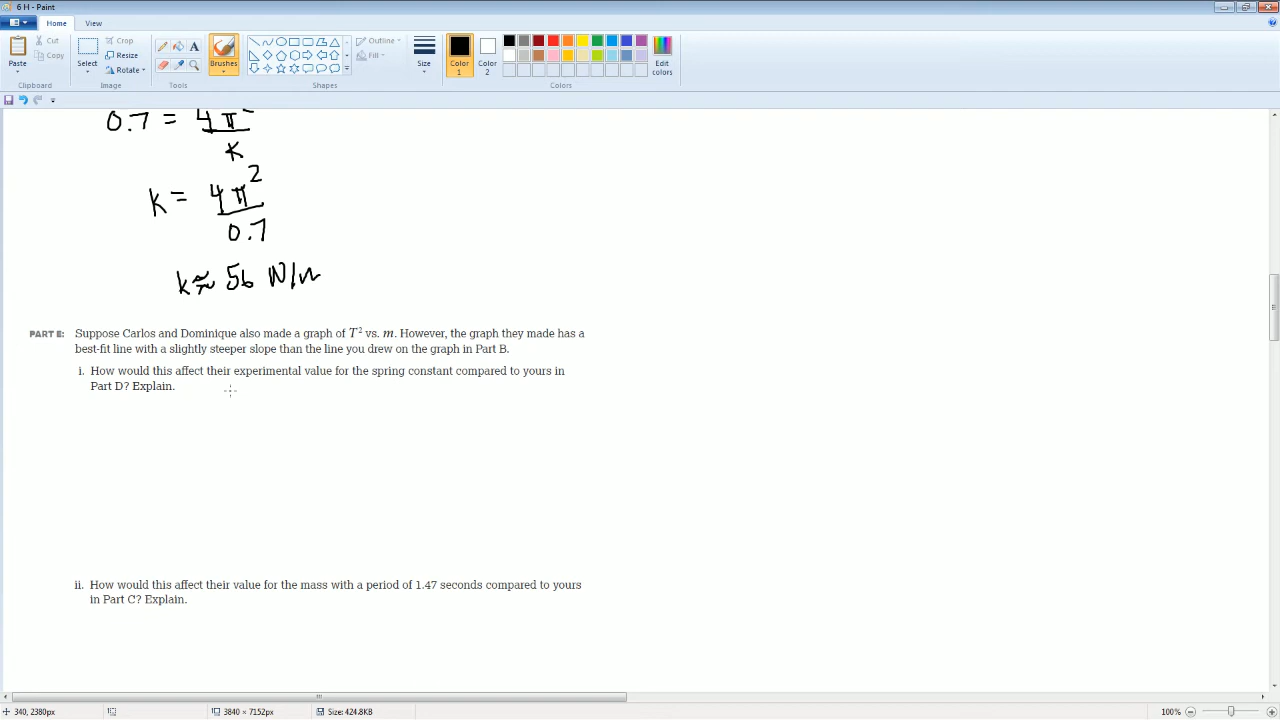 6 H - Paint
Home View
Paste
Cut
Copy
Clipboard
Select
Crop
Resize
Rotate
Image
A
Tools
Brushes
Outline
Fill
Shapes
Size
Color 1
Color 2
Edit colors
Colors
0.7 = 4π²
K
k = 4π²
0.7
k ≈ 56 N/m
PART E: Suppose Carlos and Dominique also made a graph of T² vs. m. However, the graph they made has a
best-fit line with a slightly steeper slope than the line you drew on the graph in Part B.
i. How would this affect their experimental value for the spring constant compared to yours in
Part D? Explain.
ii. How would this affect their value for the mass with a period of 1.47 seconds compared to yours
in Part C? Explain.
340, 2380px
3840 × 7152px
Size: 424.8KB
100%